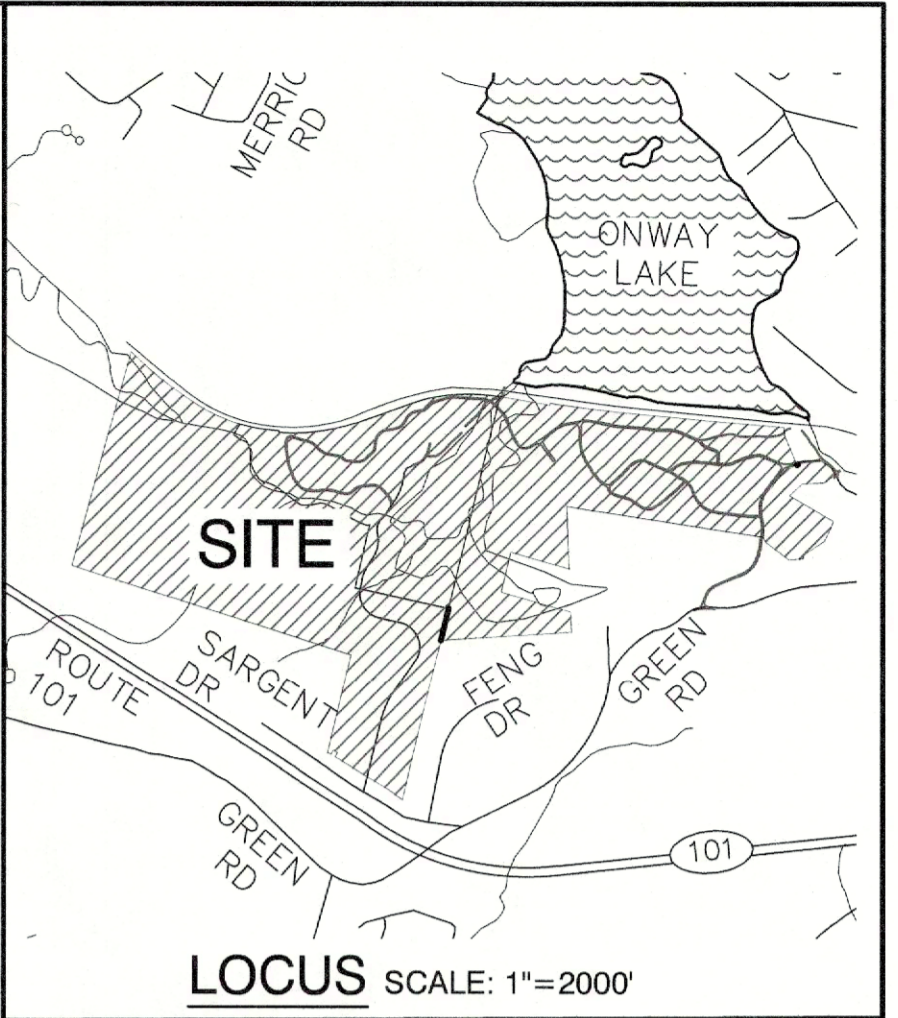 MERRIC
RD
ONWAY
LAKE
SITE
SARGENT
DR
ROUTE
101
FENG
DR
GREEN
RD
GREEN
RD
101
LOCUS SCALE: 1"=2000'